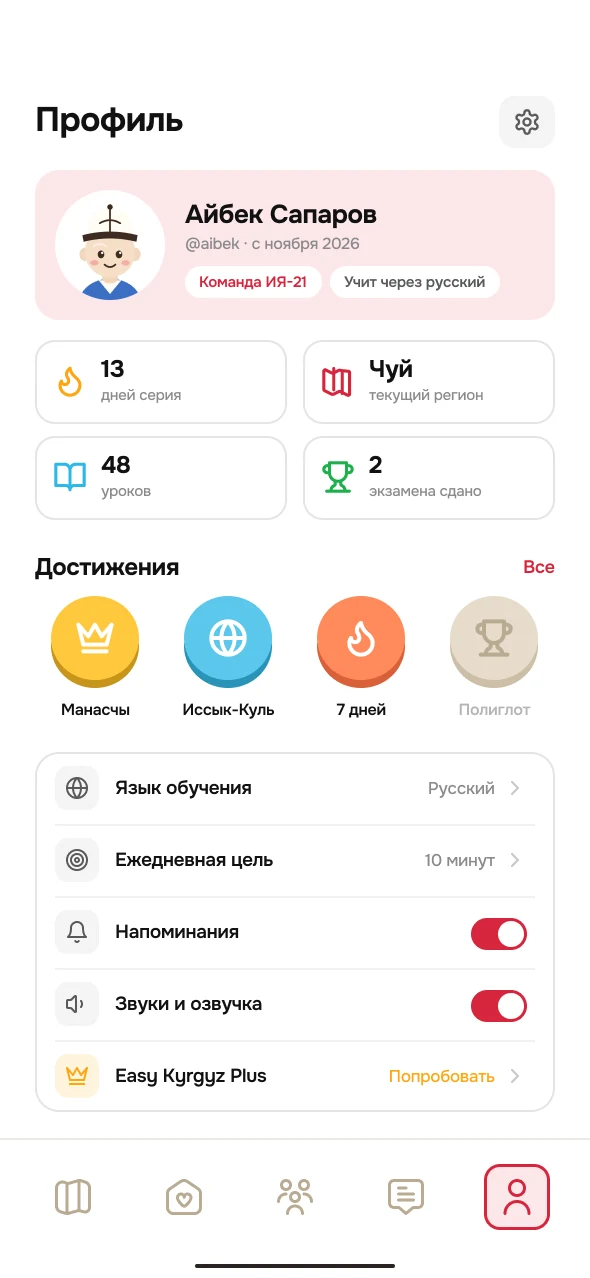 Профиль
Айбек Сапаров
@aibek · с ноября 2026
Команда ИЯ-21
Учит через русский
13
дней серия
Чуй
текущий регион
48
уроков
2
экзамена сдано
Достижения
Все
Манасчы
Иссык-Куль
7 дней
Полиглот
Язык обучения
Русский
Ежедневная цель
10 минут
Напоминания
Звуки и озвучка
Easy Kyrgyz Plus
Попробовать